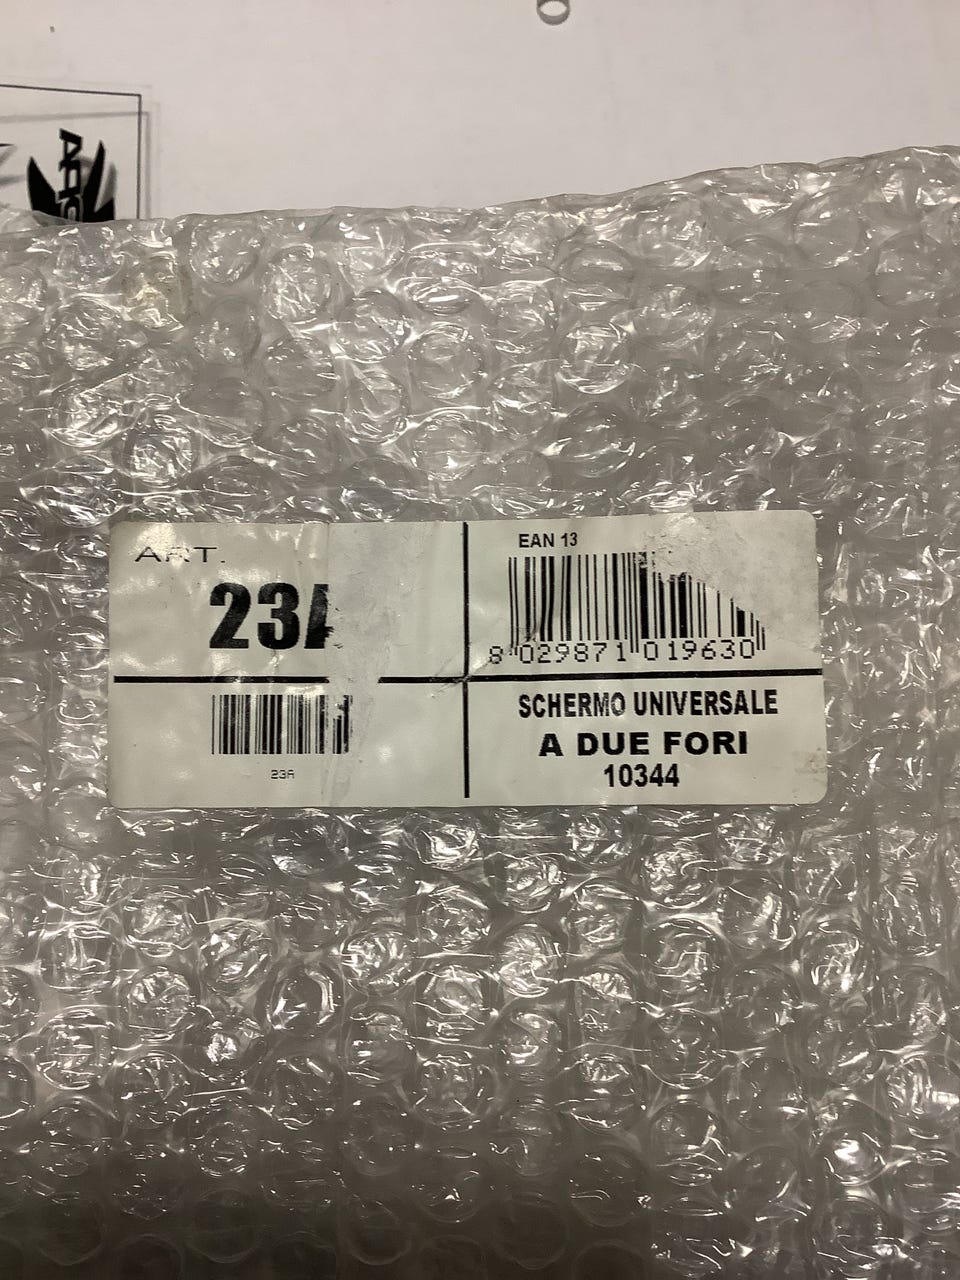 ART.
23A
23A
EAN 13
8 029871 019630
SCHERMO UNIVERSALE
A DUE FORI
10344